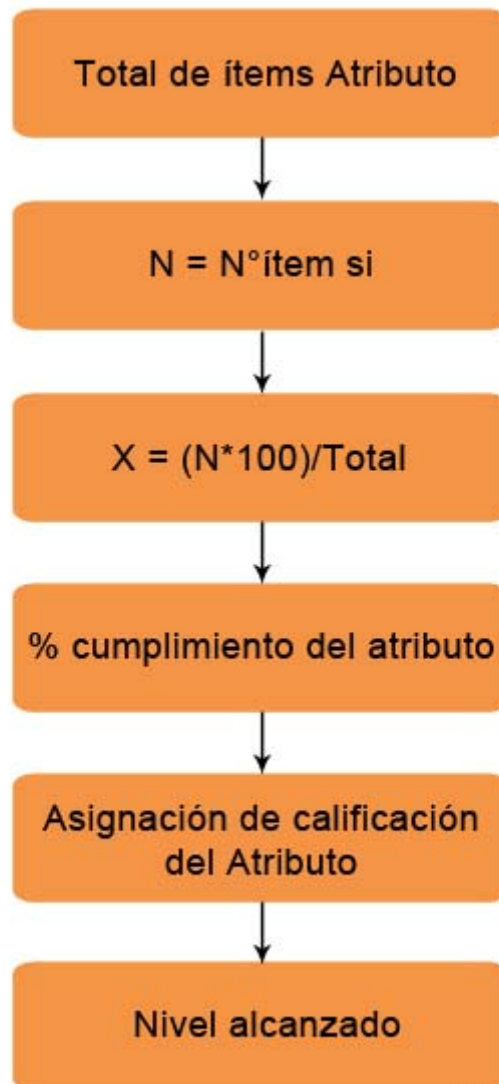 Total de ítems Atributo
N = N°ítem si
X = (N*100)/Total
% cumplimiento del atributo
Asignación de calificación
del Atributo
Nivel alcanzado